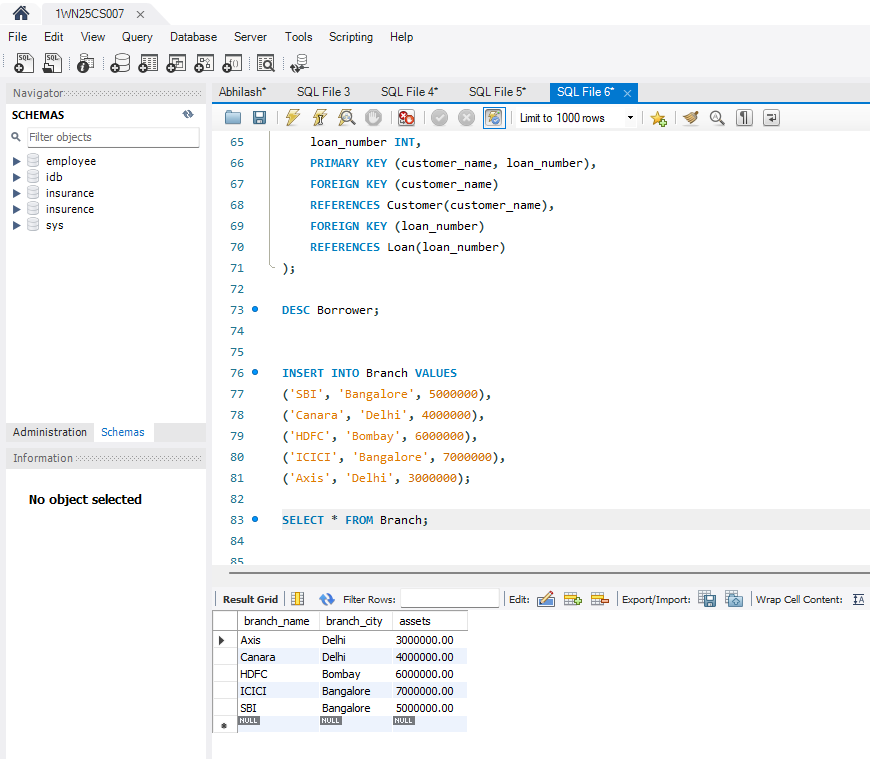 1WN25CS007 ×
File Edit View Query Database Server Tools Scripting Help
Navigator
SCHEMAS
Filter objects
employee
idb
insurance
insurence
sys
Administration Schemas
Information
No object selected
Abhilash* SQL File 3 SQL File 4* SQL File 5* SQL File 6* ×
Limit to 1000 rows
65 loan_number INT,
66 PRIMARY KEY (customer_name, loan_number),
67 FOREIGN KEY (customer_name)
68 REFERENCES Customer(customer_name),
69 FOREIGN KEY (loan_number)
70 REFERENCES Loan(loan_number)
71 );
72
73 DESC Borrower;
74
75
76 INSERT INTO Branch VALUES
77 ('SBI', 'Bangalore', 5000000),
78 ('Canara', 'Delhi', 4000000),
79 ('HDFC', 'Bombay', 6000000),
80 ('ICICI', 'Bangalore', 7000000),
81 ('Axis', 'Delhi', 3000000);
82
83 SELECT * FROM Branch;
84
85
Result Grid Filter Rows: Edit: Export/Import: Wrap Cell Content:
branch_name branch_city assets
Axis Delhi 3000000.00
Canara Delhi 4000000.00
HDFC Bombay 6000000.00
ICICI Bangalore 7000000.00
SBI Bangalore 5000000.00
NULL NULL NULL